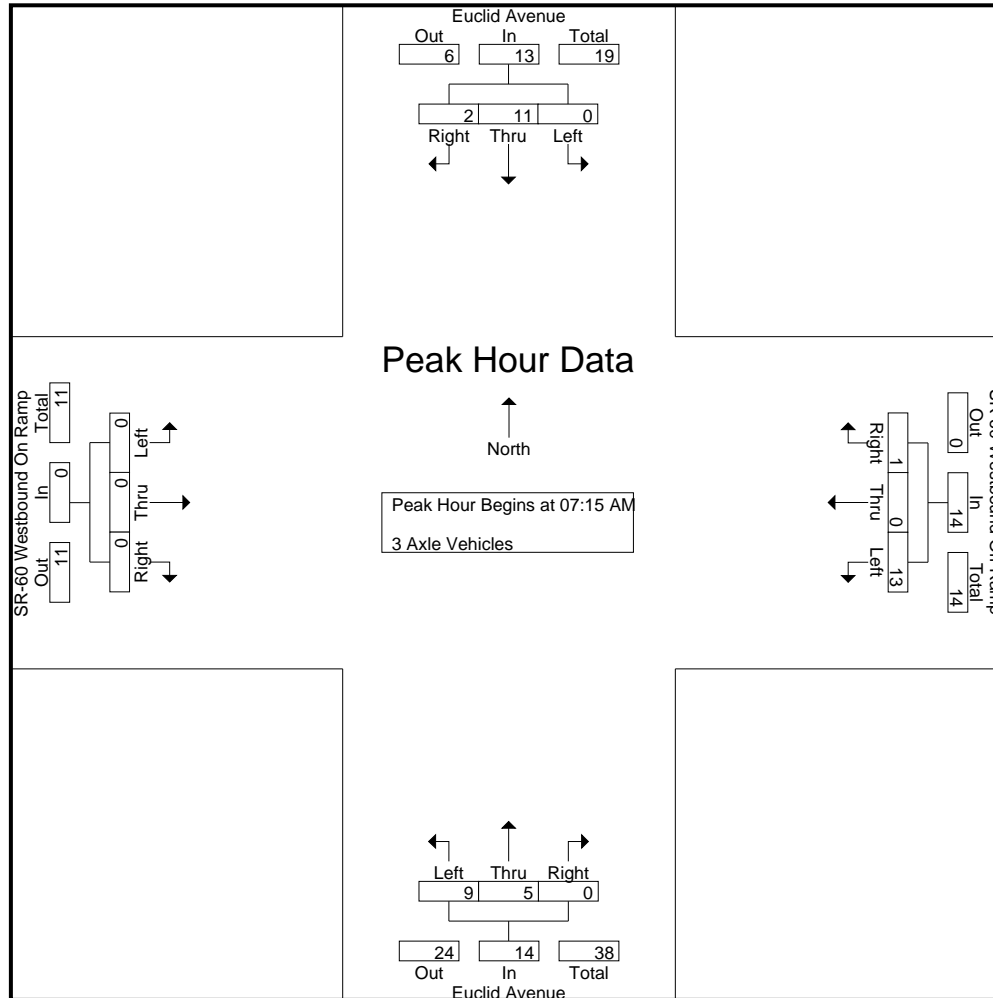 Euclid Avenue
Out In Total
6 13 19
2 11 0
Right Thru Left
Peak Hour Data
North
Peak Hour Begins at 07:15 AM
3 Axle Vehicles
SR-60 Westbound On Ramp
Total In Out
11 0 11
0 0 0
Left Thru Right
Westbound Ramp
Out In Total
0 14 14
1 0 13
Right Thru Left
Left Thru Right
9 5 0
24 14 38
Out In Total
Euclid Avenue